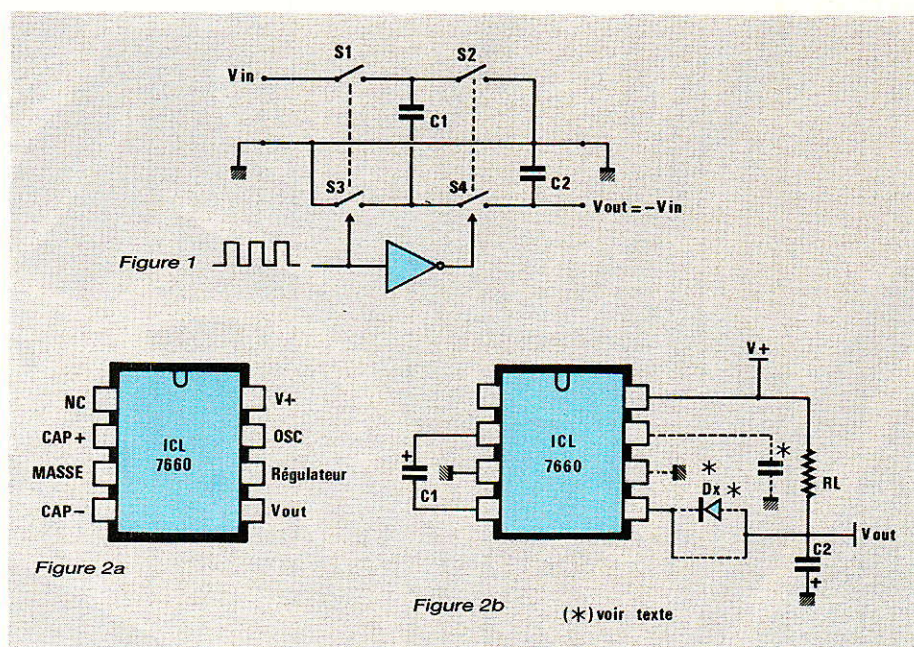 S1
S2
Vin
C1
S3
S4
C2
Vout = -Vin
Figure 1
NC
CAP+
MASSE
CAP-
ICL
7660
V+
OSC
Régulateur
Vout
Figure 2a
V+
ICL
7660
+
C1
*
*
Dx *
RL
Vout
C2
+
Figure 2b
(*) voir texte